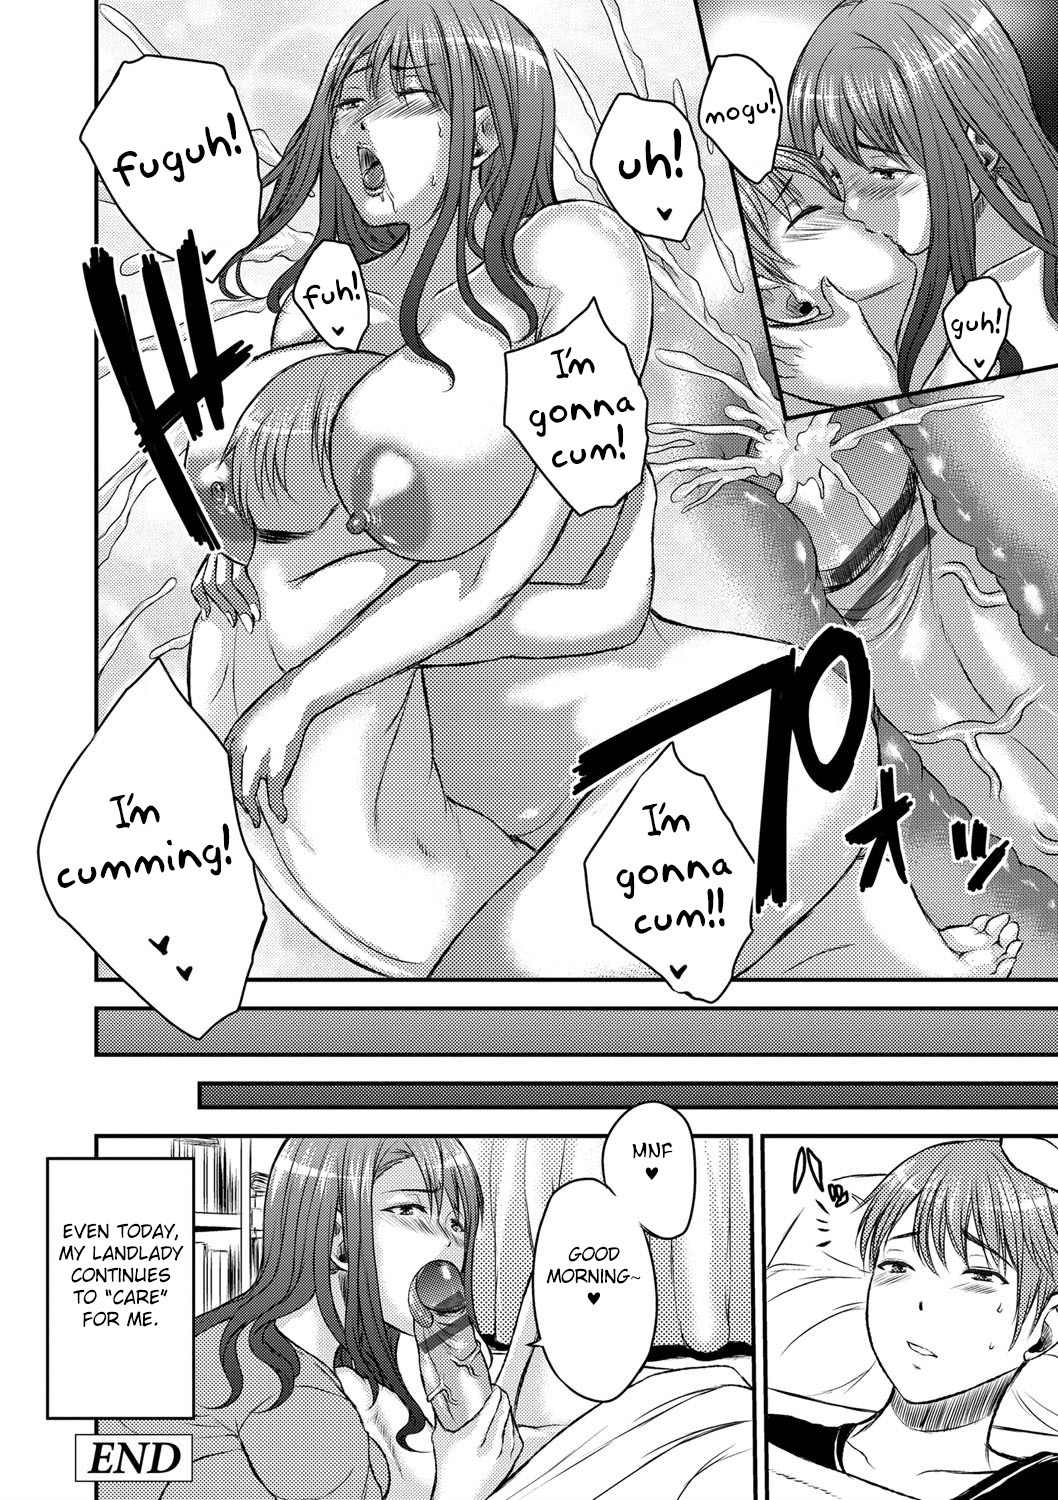 mogu!
guh!
uh!
♥
fuguh!
♥
fuh!
♥
I'm
gonna
cum!
I'm
gonna
cum!!
♥
I'm
cumming!
♥
♥
MNF
♥
GOOD
MORNING~
♥
EVEN TODAY,
MY LANDLADY
CONTINUES
TO "CARE"
FOR ME.
END